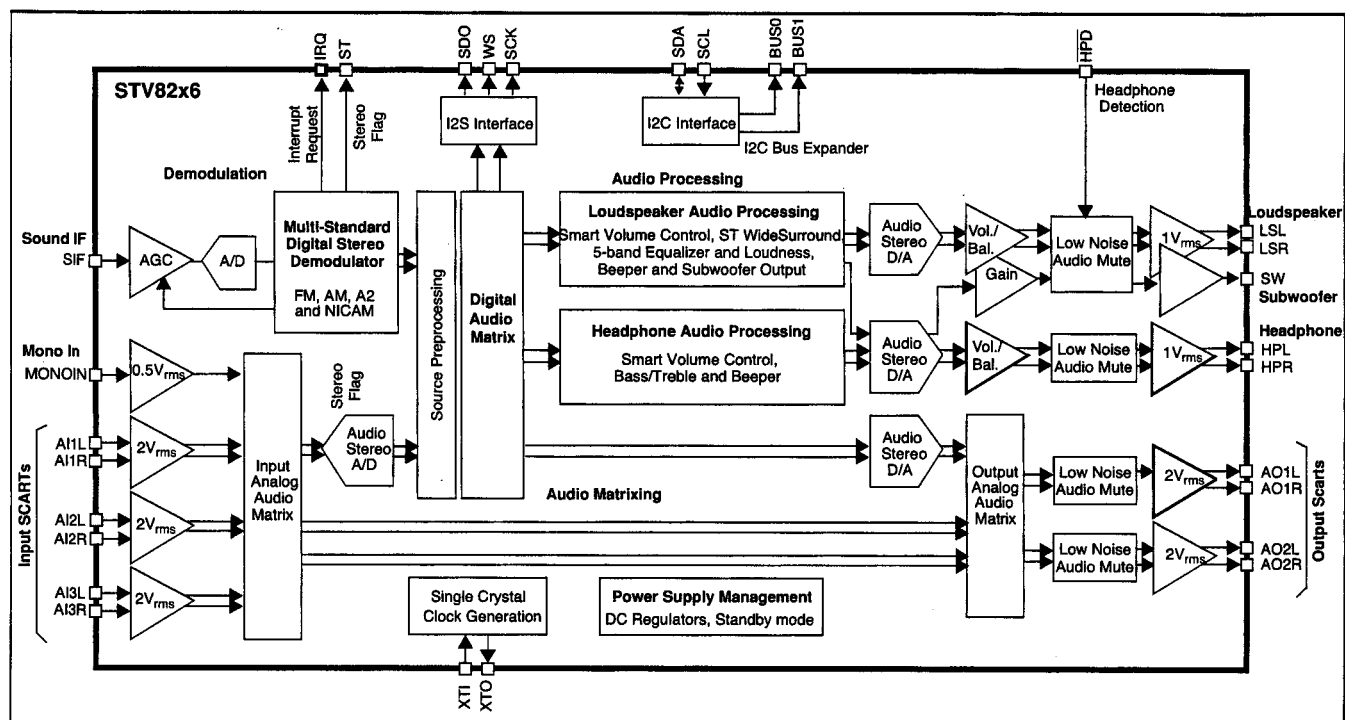 IRQ
ST
SDO
WS
SCK
SDA
SCL
BUS0
BUS1
HPD
STV82x6
Interrupt
Request
Stereo
Flag
I2S Interface
I2C Interface
I2C Bus Expander
Headphone
Detection
Demodulation
Audio Processing
Sound IF
SIF
AGC
A/D
Multi-Standard
Digital Stereo
Demodulator
FM, AM, A2
and NICAM
Source Preprocessing
Digital
Audio
Matrix
Loudspeaker Audio Processing
Smart Volume Control, ST WideSurround,
5-band Equalizer and Loudness,
Beeper and Subwoofer Output
Audio
Stereo
D/A
Vol./
Bal.
Gain
Low Noise
Audio Mute
1Vrms
Loudspeaker
LSL
LSR
SW
Subwoofer
Headphone Audio Processing
Smart Volume Control,
Bass/Treble and Beeper
Audio
Stereo
D/A
Vol./
Bal.
Low Noise
Audio Mute
1Vrms
Headphone
HPL
HPR
Mono In
MONOIN
0.5Vrms
Input SCARTs
AI1L
AI1R
2Vrms
AI2L
AI2R
2Vrms
AI3L
AI3R
2Vrms
Input
Analog
Audio
Matrix
Stereo
Flag
Audio
Stereo
A/D
Audio Matrixing
Audio
Stereo
D/A
Output
Analog
Audio
Matrix
Low Noise
Audio Mute
2Vrms
AO1L
AO1R
Low Noise
Audio Mute
2Vrms
AO2L
AO2R
Output Scarts
Single Crystal
Clock Generation
Power Supply Management
DC Regulators, Standby mode
XTI
XTO